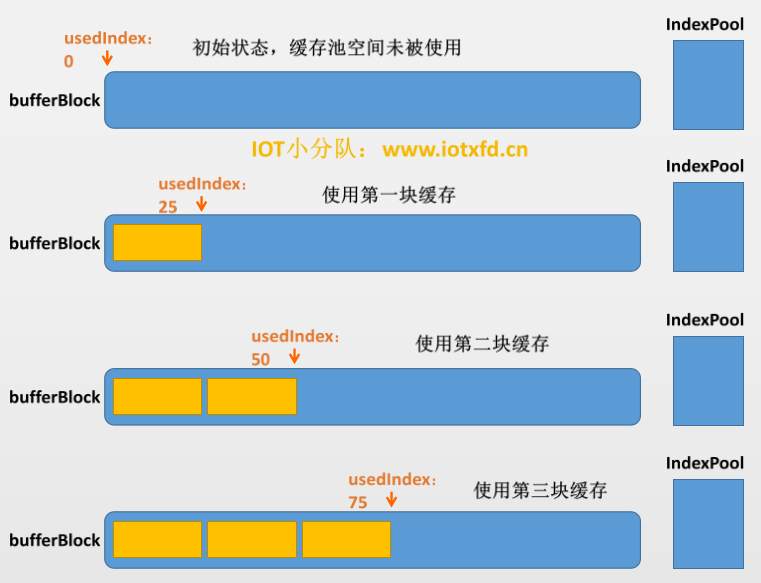 IndexPool
usedIndex:
0
初始状态，缓存池空间未被使用
bufferBlock
IOT小分队：www.iotxfd.cn
IndexPool
usedIndex:
25
使用第一块缓存
bufferBlock
IndexPool
usedIndex:
50
使用第二块缓存
bufferBlock
IndexPool
usedIndex:
75
使用第三块缓存
bufferBlock